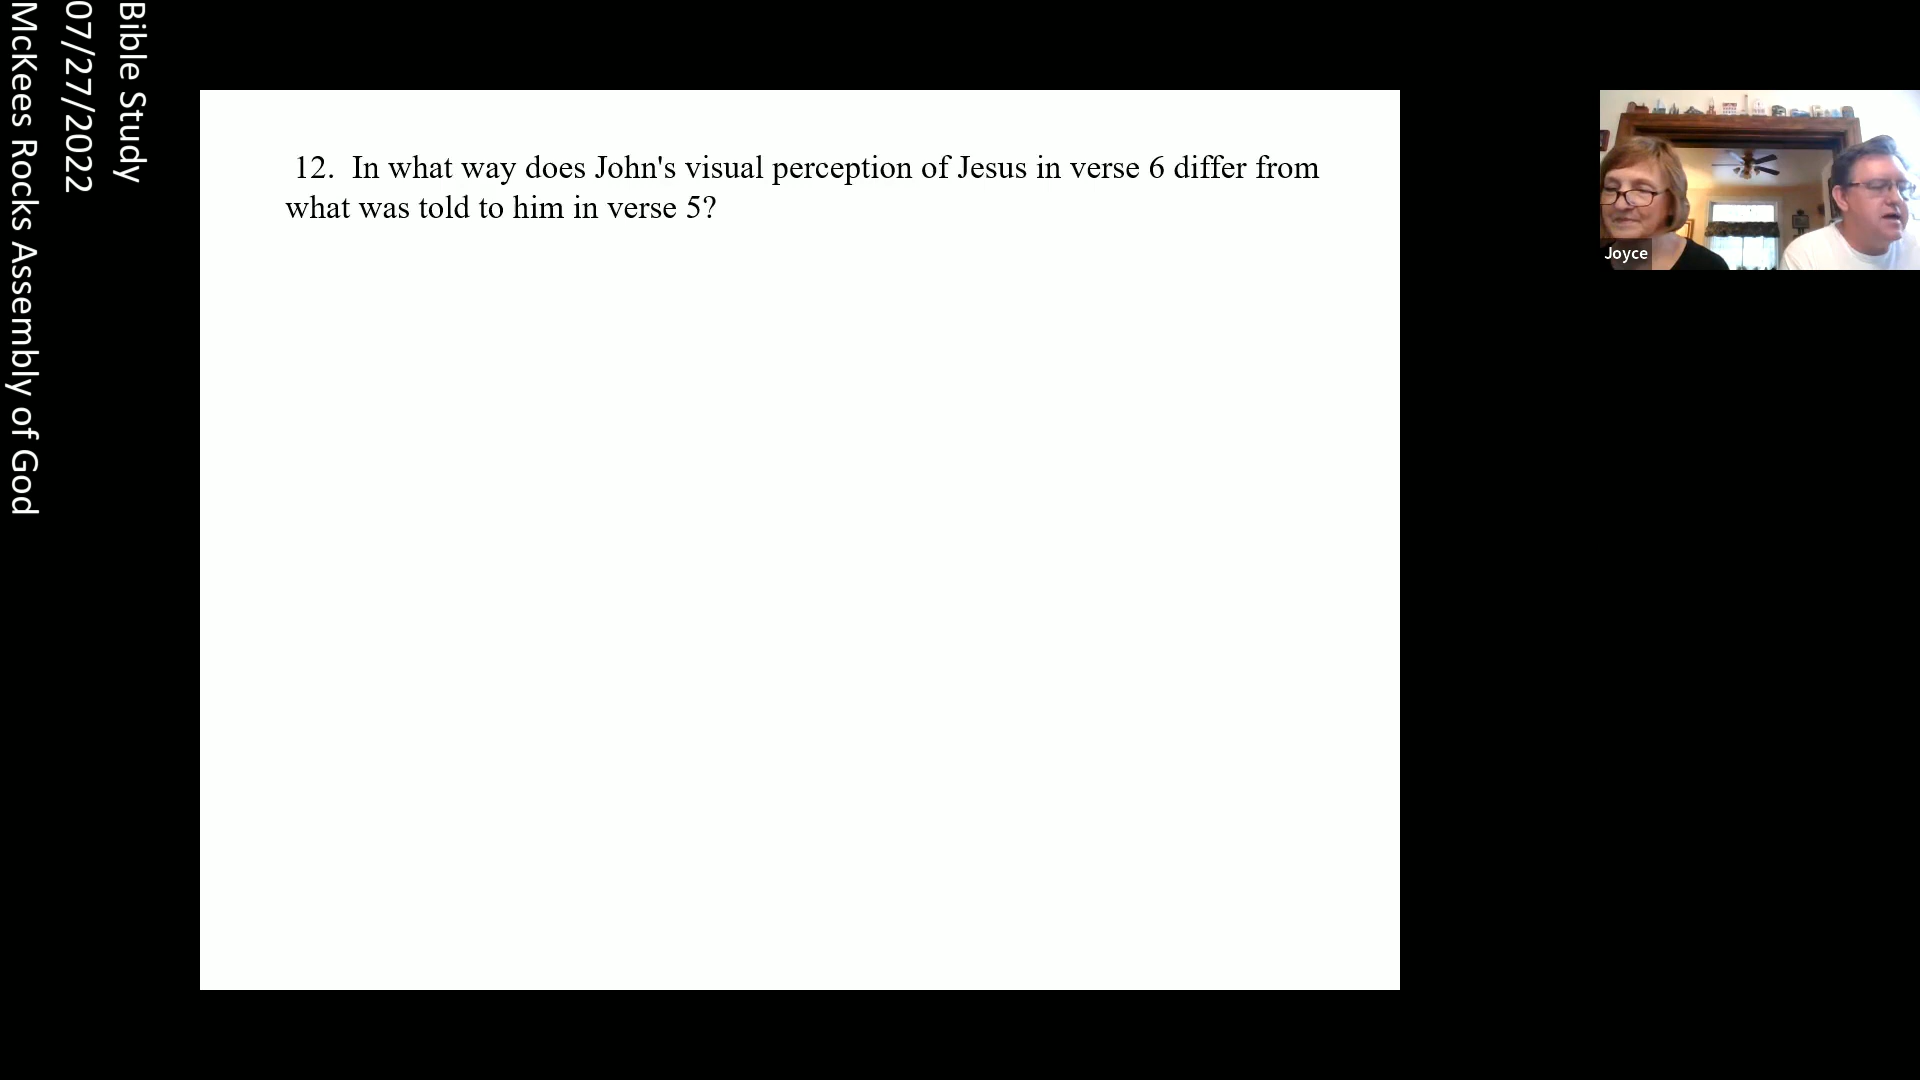 Bible Study
07/27/2022
McKees Rocks Assembly of God
12. In what way does John's visual perception of Jesus in verse 6 differ from
what was told to him in verse 5?
Joyce